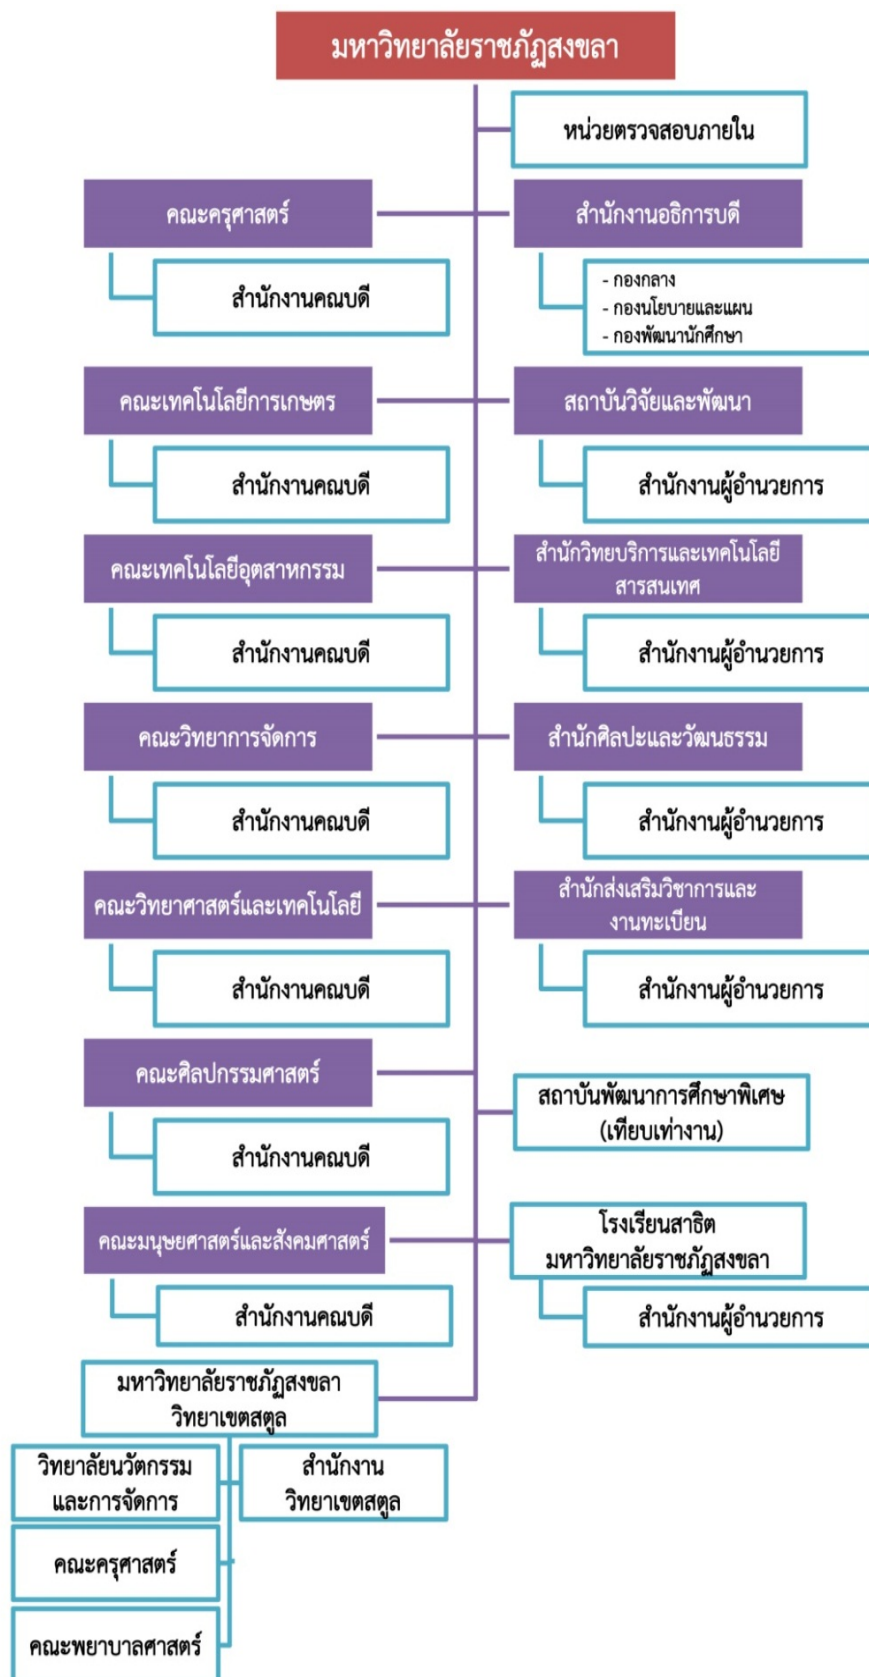 มหาวิทยาลัยราชภัฏสงขลา
หน่วยตรวจสอบภายใน
คณะครุศาสตร์
สำนักงานอธิการบดี
สำนักงานคณบดี
- กองกลาง
- กองนโยบายและแผน
- กองพัฒนานักศึกษา
คณะเทคโนโลยีการเกษตร
สถาบันวิจัยและพัฒนา
สำนักงานคณบดี
สำนักงานผู้อำนวยการ
คณะเทคโนโลยีอุตสาหกรรม
สำนักวิทยบริการและเทคโนโลยี
สารสนเทศ
สำนักงานคณบดี
สำนักงานผู้อำนวยการ
คณะวิทยาการจัดการ
สำนักศิลปะและวัฒนธรรม
สำนักงานคณบดี
สำนักงานผู้อำนวยการ
คณะวิทยาศาสตร์และเทคโนโลยี
สำนักส่งเสริมวิชาการและ
งานทะเบียน
สำนักงานคณบดี
สำนักงานผู้อำนวยการ
คณะศิลปกรรมศาสตร์
สถาบันพัฒนาการศึกษาพิเศษ
(เทียบเท่างาน)
สำนักงานคณบดี
คณะมนุษยศาสตร์และสังคมศาสตร์
โรงเรียนสาธิต
มหาวิทยาลัยราชภัฏสงขลา
สำนักงานคณบดี
สำนักงานผู้อำนวยการ
มหาวิทยาลัยราชภัฏสงขลา
วิทยาเขตสตูล
วิทยาลัยนวัตกรรม
และการจัดการ
สำนักงาน
วิทยาเขตสตูล
คณะครุศาสตร์
คณะพยาบาลศาสตร์